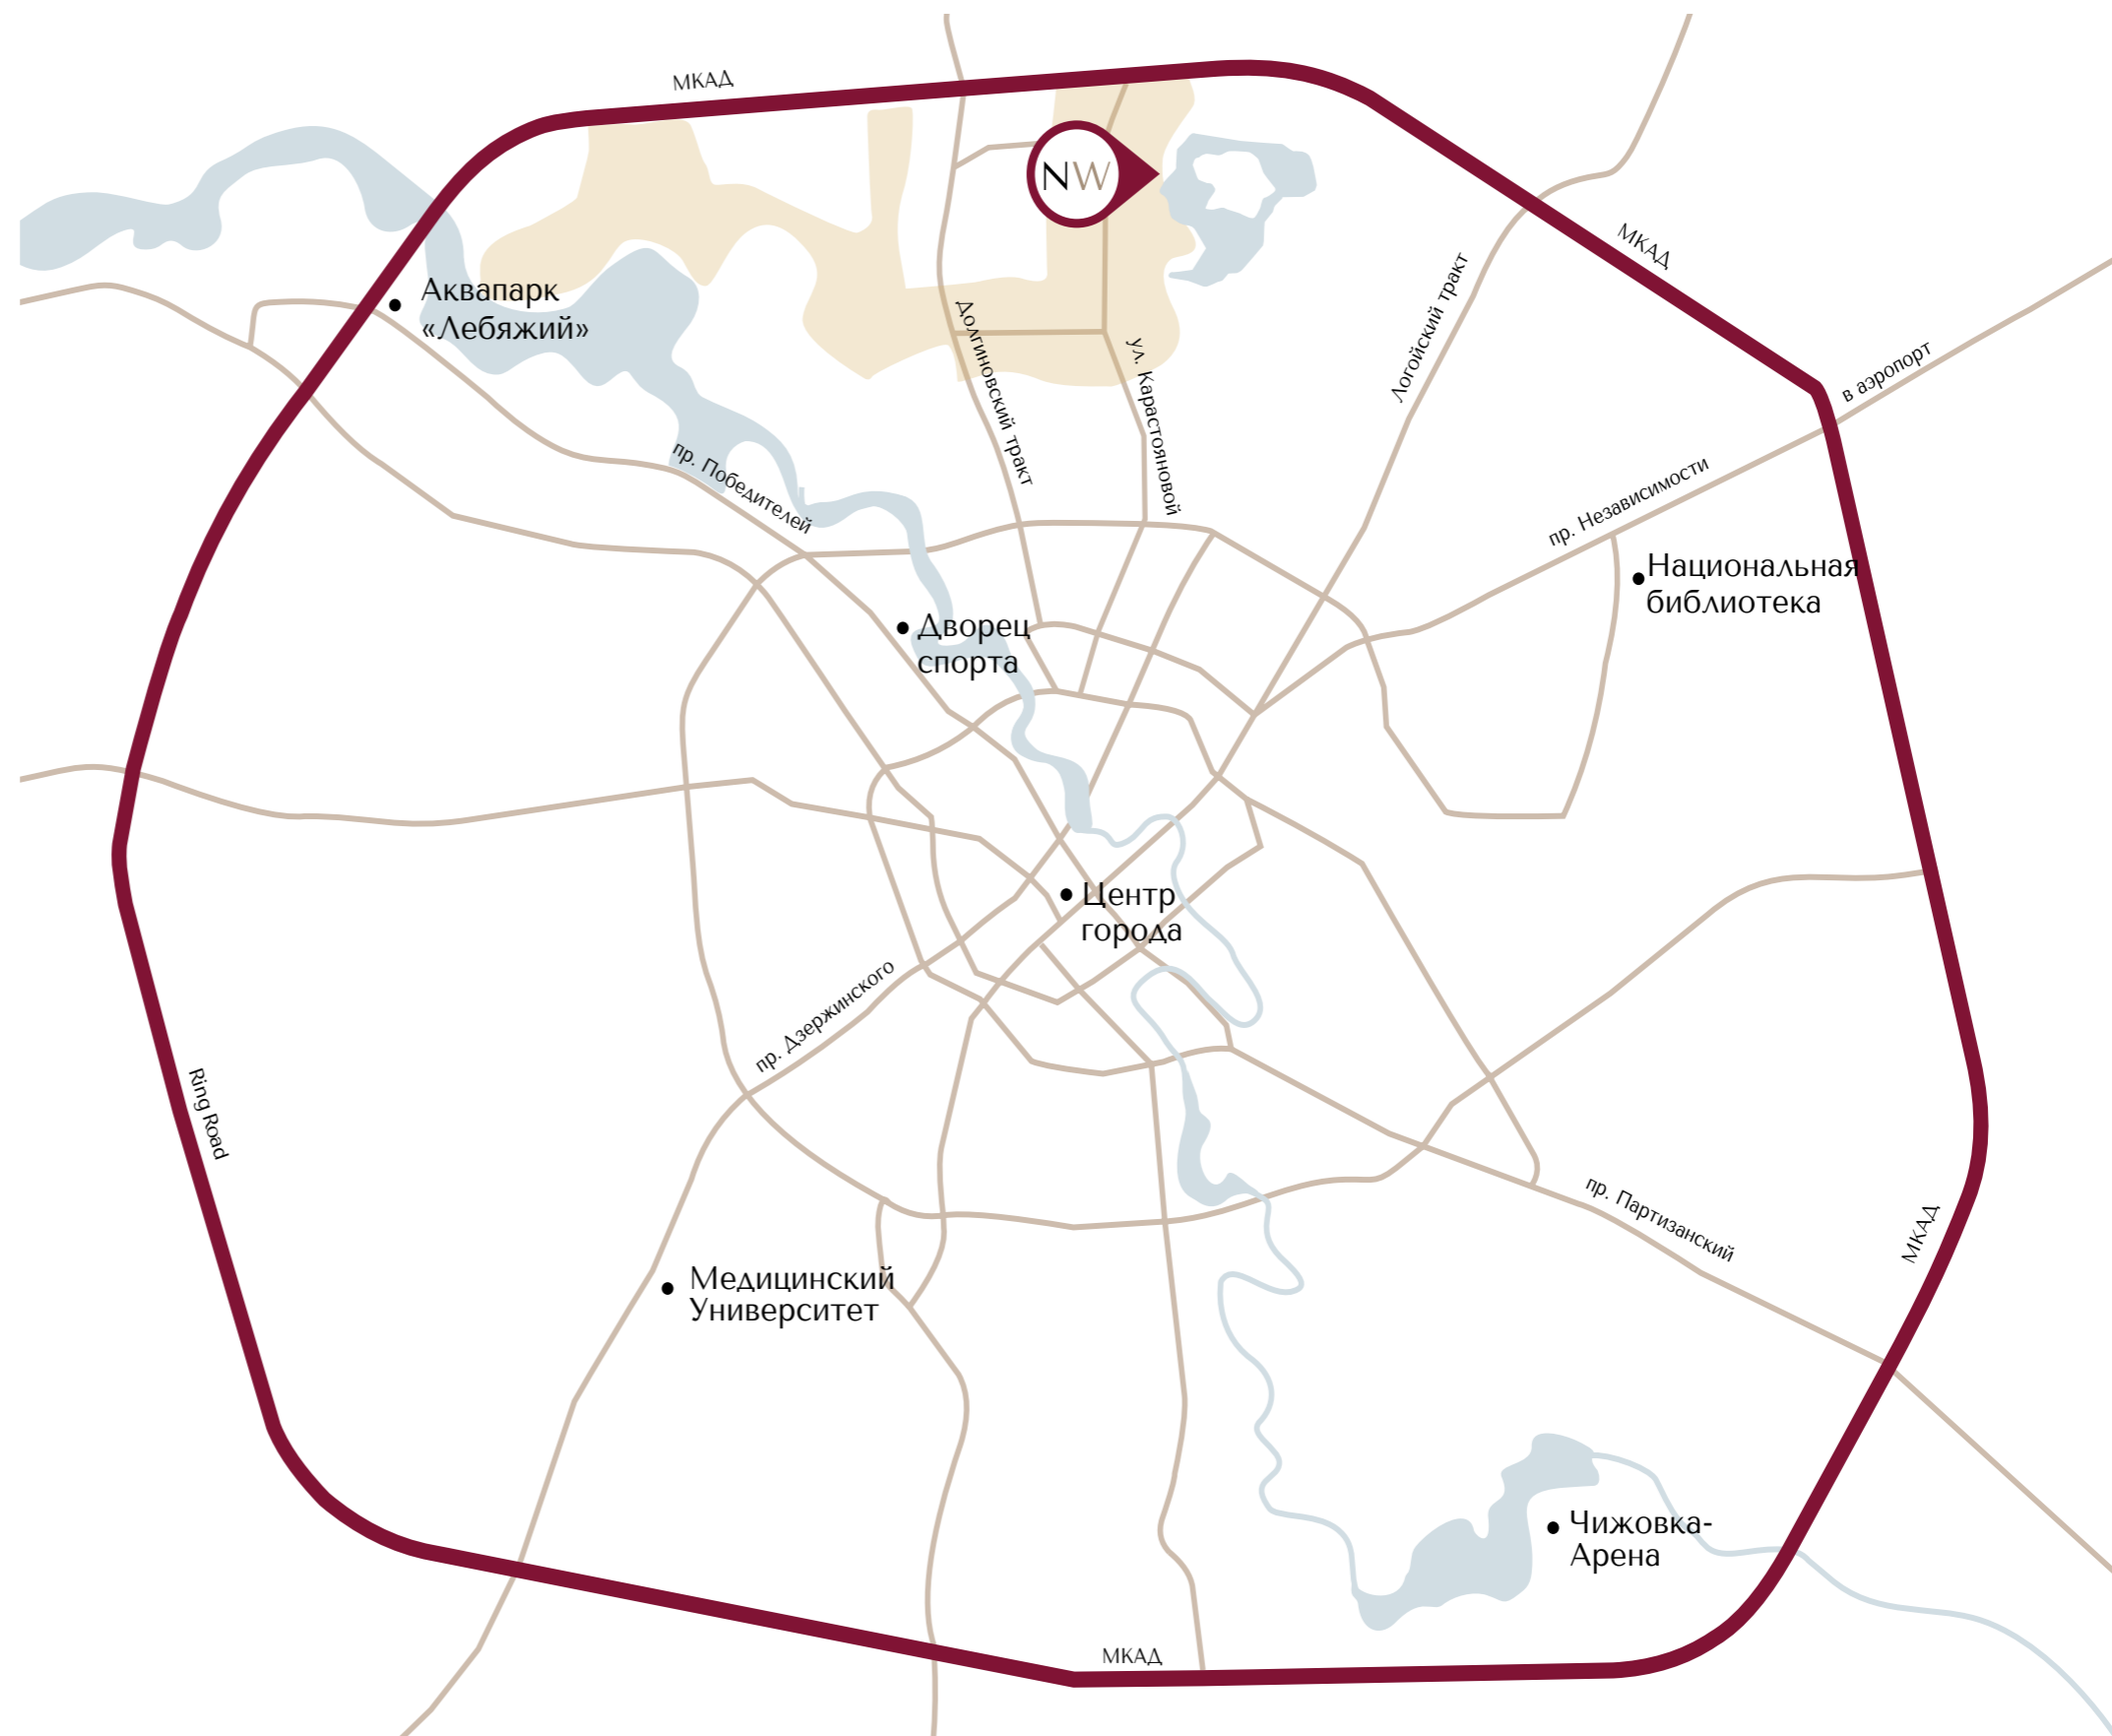 МКАД
NW
МКАД
Аквапарк
«Лебяжий»
Долгиновский тракт
ул. Карастояновой
Логойский тракт
в аэропорт
пр. Победителей
пр. Независимости
Национальная
библиотека
Дворец
спорта
Центр
города
пр. Дзержинского
Ring Road
пр. Партизанский
МКАД
Медицинский
Университет
Чижовка-
Арена
МКАД